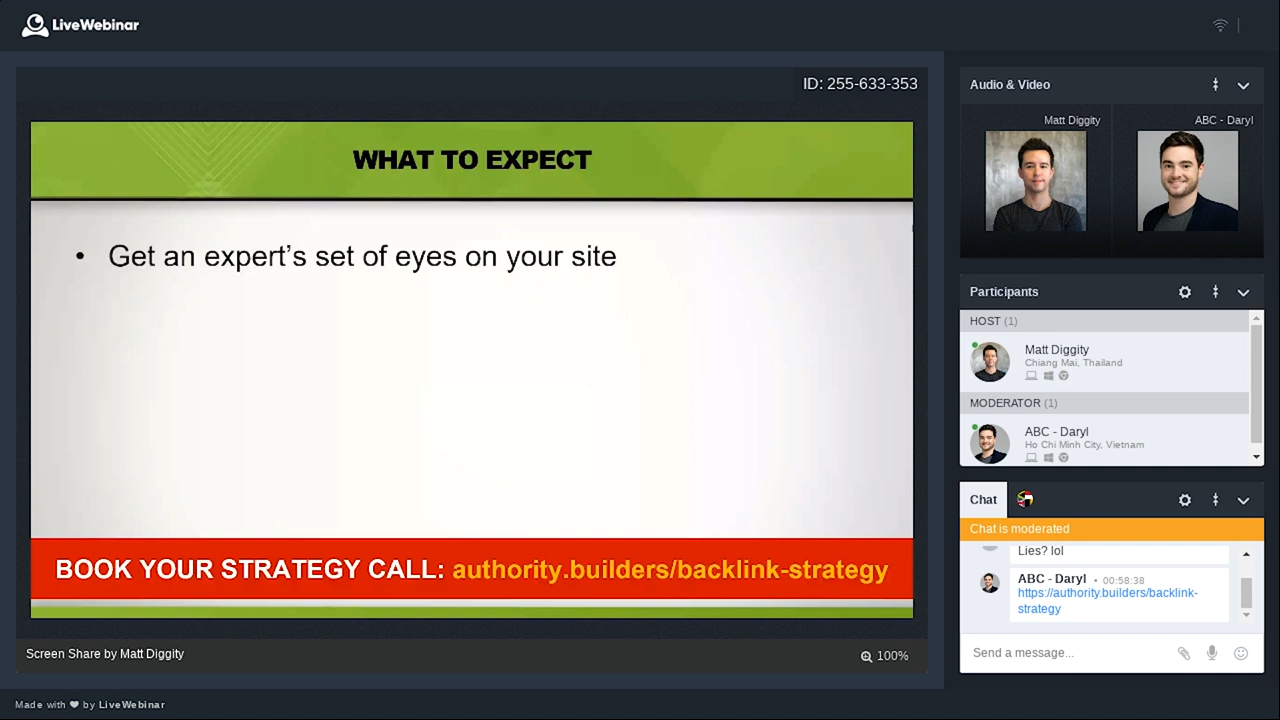 LiveWebinar
ID: 255-633-353
WHAT TO EXPECT
• Get an expert's set of eyes on your site
BOOK YOUR STRATEGY CALL: authority.builders/backlink-strategy
Screen Share by Matt Diggity
100%
Audio & Video
Matt Diggity
ABC - Daryl
Participants
HOST (1)
Matt Diggity
Chiang Mai, Thailand
MODERATOR (1)
ABC - Daryl
Ho Chi Minh City, Vietnam
Chat
Chat is moderated
Lies? lol
ABC - Daryl • 00:58:38
https://authority.builders/backlink-
strategy
Send a message...
Made with ❤ by LiveWebinar